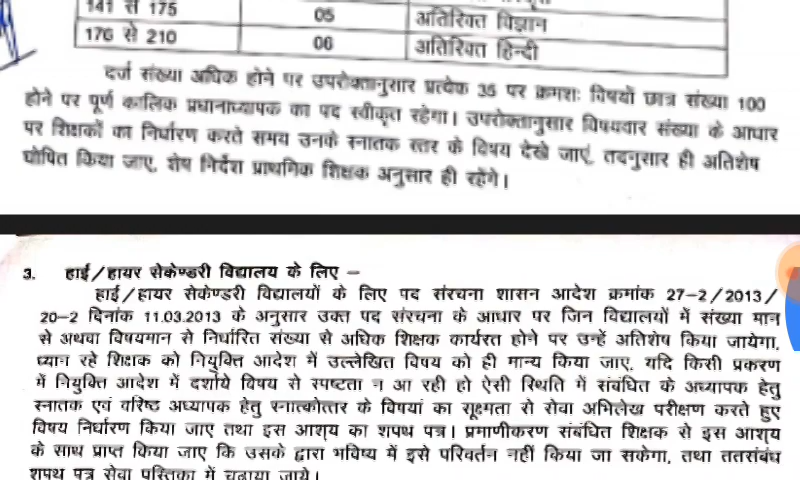 141 से 175 05 अतिरिक्त विज्ञान
176 से 210 06 अतिरिक्त हिन्दी
दर्ज संख्या अधिक होने पर उपरोक्तानुसार प्रत्येक 35 पर क्रमशः विषयों छात्र संख्या 100
होने पर पूर्ण कालिक प्रधानाध्यापक का पद स्वीकृत रहेगा। उपरोक्तानुसार विषयवार संख्या के आधार
पर शिक्षकों का निर्धारण करते समय उनके स्नातक स्तर के विषय देखे जाएं, तदनुसार ही अतिशेष
घोषित किया जाए, शेष निर्देश प्राथमिक शिक्षक अनुसार ही रहेंगे।
3. हाई/हायर सेकेण्डरी विद्यालय के लिए –
हाई/हायर सेकेण्डरी विद्यालयों के लिए पद संरचना शासन आदेश क्रमांक 27–2/2013/
20–2 दिनांक 11.03.2013 के अनुसार उक्त पद संरचना के आधार पर जिन विद्यालयों में संख्या मान
से अथवा विषयमान से निर्धारित संख्या से अधिक शिक्षक कार्यरत होने पर उन्हें अतिशेष किया जायेगा,
ध्यान रहे शिक्षक को नियुक्ति आदेश में उल्लेखित विषय को ही मान्य किया जाए, यदि किसी प्रकरण
में नियुक्ति आदेश में दर्शाये विषय से स्पष्टता न आ रही हो ऐसी स्थिति में संबंधित के अध्यापक हेतु
स्नातक एवं वरिष्ठ अध्यापक हेतु स्नात्कोत्तर के विषयों का सूक्ष्मता से सेवा अभिलेख परीक्षण करते हुए
विषय निर्धारण किया जाए तथा इस आशय का शपथ पत्र। प्रमाणीकरण संबंधित शिक्षक से इस आशय
के साथ प्राप्त किया जाए कि उसके द्वारा भविष्य में इसे परिवर्तन नहीं किया जा सकेगा, तथा ततसंबंध
शपथ पत्र सेवा पुस्तिका में चढ़ाया जाये।